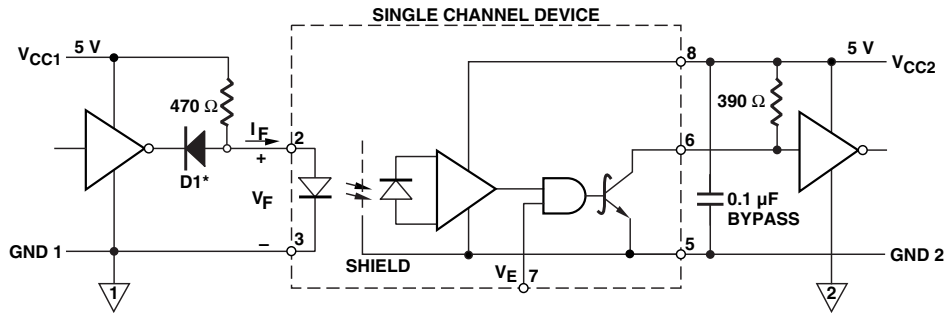 SINGLE CHANNEL DEVICE
VCC1
5 V
470 Ω
D1*
IF
+
VF
–
2
3
GND 1
1
SHIELD
VE
7
8
6
5
390 Ω
0.1 µF
BYPASS
5 V
VCC2
GND 2
2